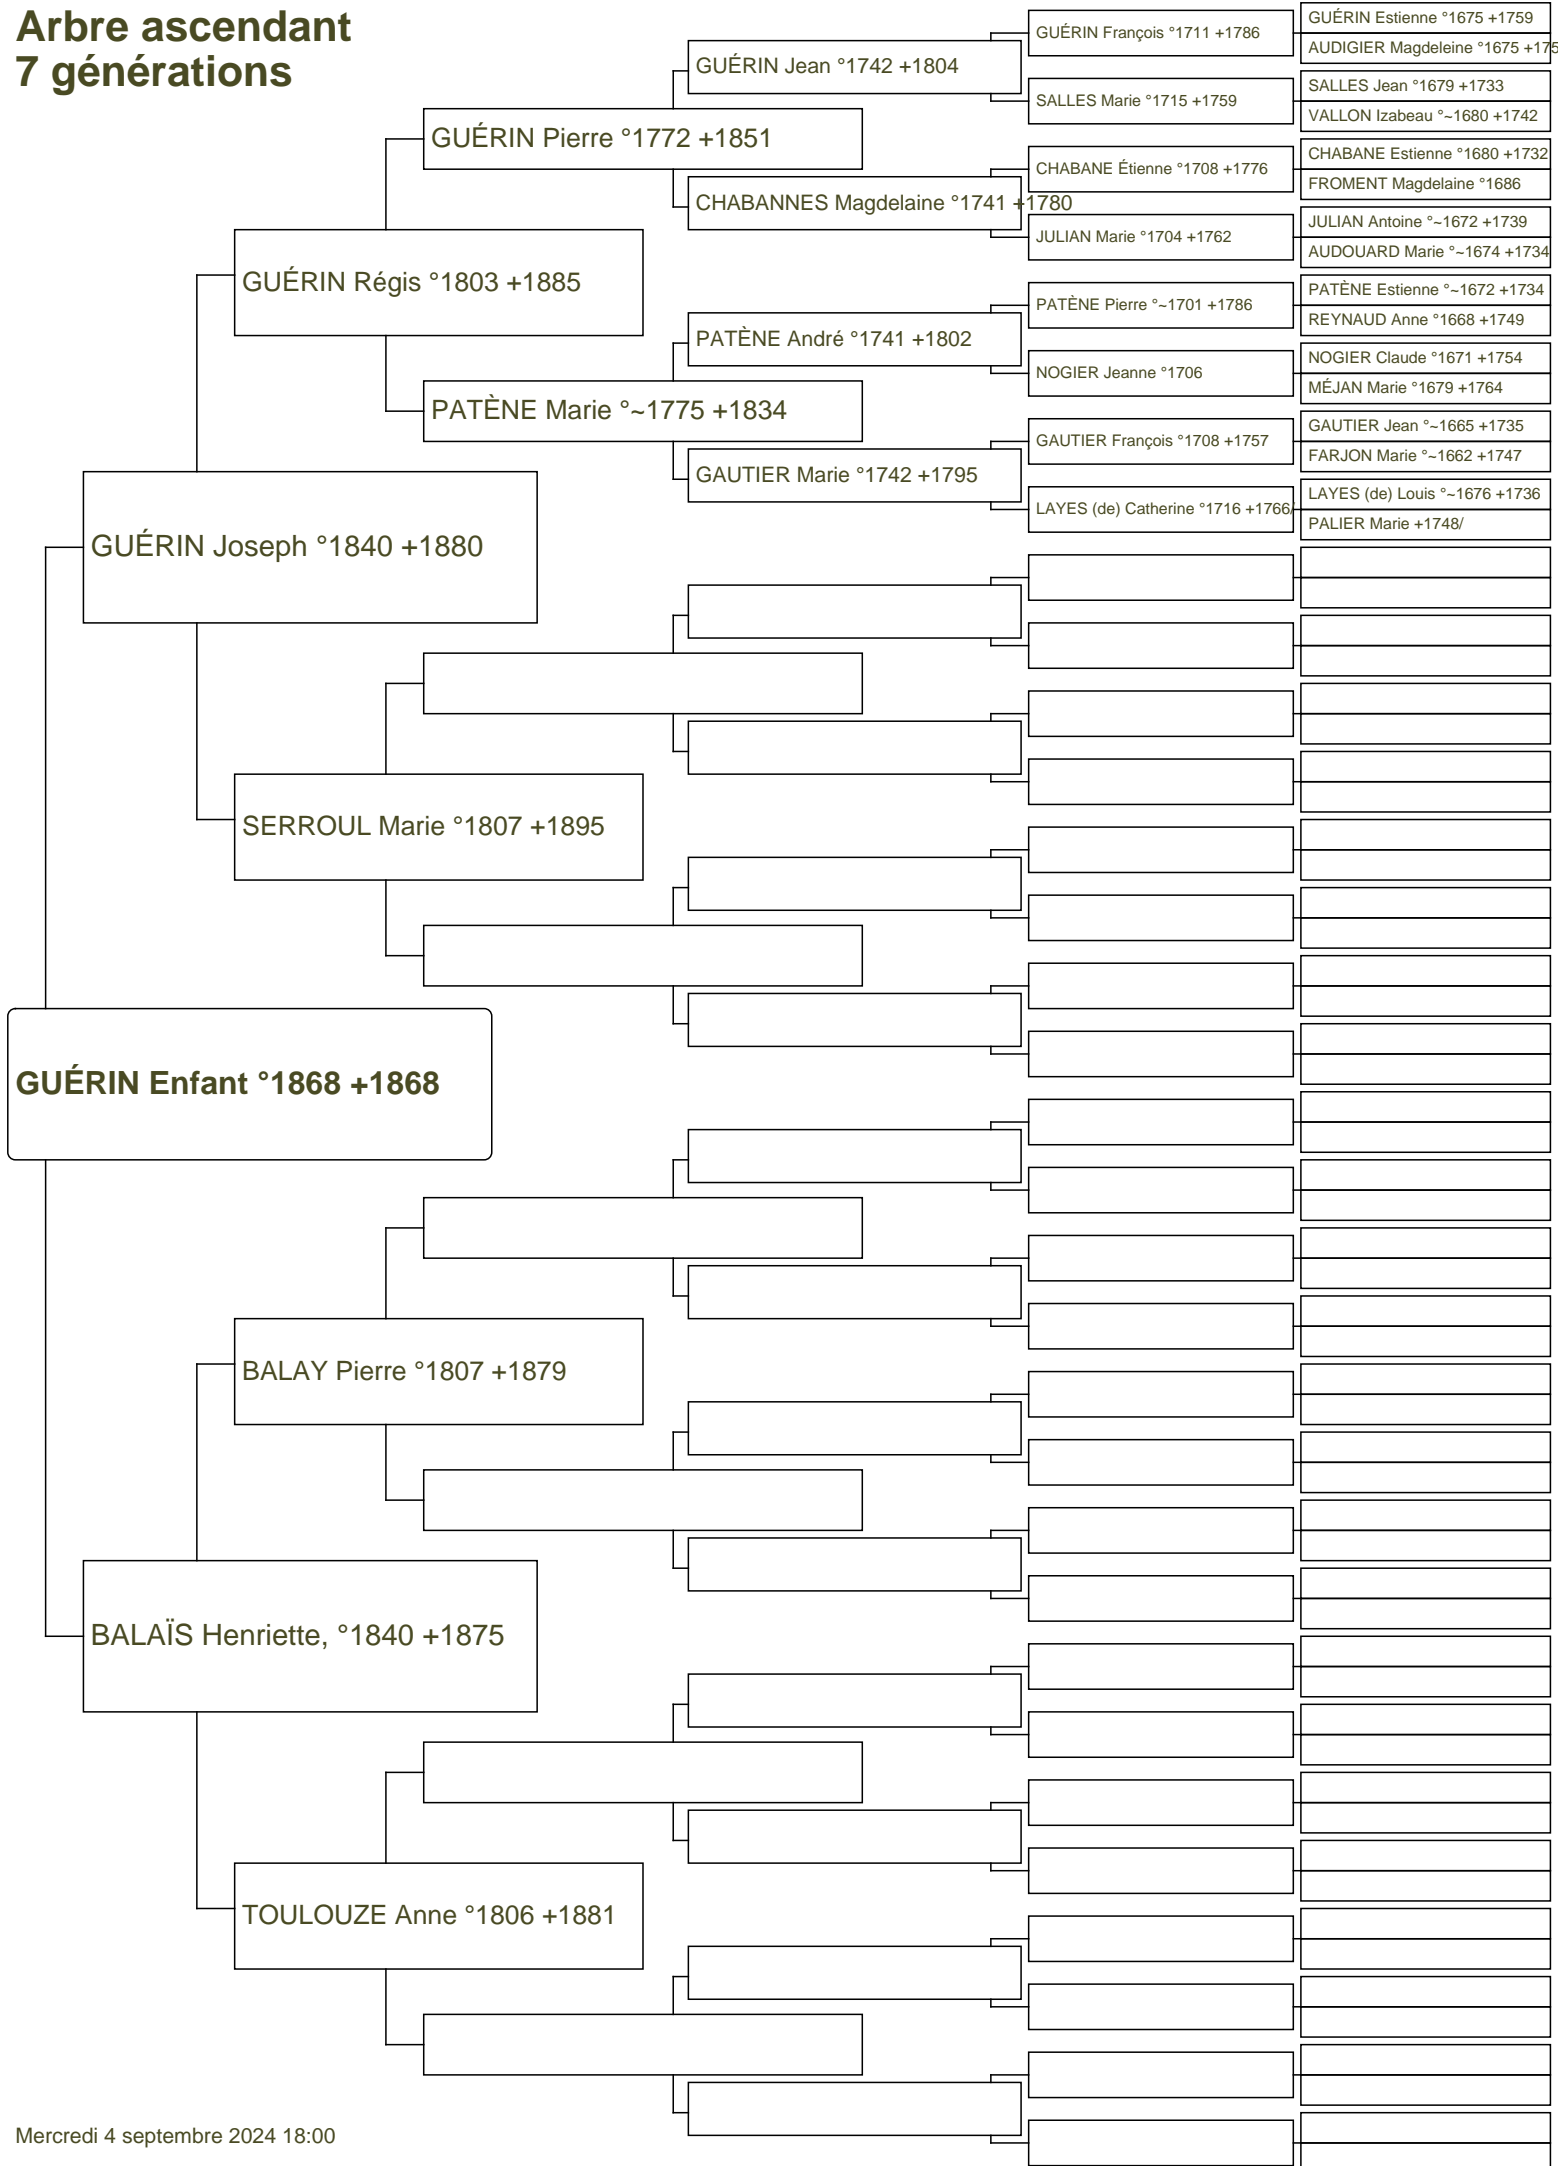 Arbre ascendant
7 générations
GUÉRIN Estienne °1675 +1759
GUÉRIN François °1711 +1786
AUDIGIER Magdeleine °1675 +175
GUÉRIN Jean °1742 +1804
SALLES Jean °1679 +1733
SALLES Marie °1715 +1759
VALLON Izabeau °~1680 +1742
GUÉRIN Pierre °1772 +1851
CHABANE Estienne °1680 +1732
CHABANE Étienne °1708 +1776
FROMENT Magdelaine °1686
CHABANNES Magdelaine °1741 +1780
JULIAN Antoine °~1672 +1739
JULIAN Marie °1704 +1762
AUDOUARD Marie °~1674 +1734
GUÉRIN Régis °1803 +1885
PATÈNE Estienne °~1672 +1734
PATÈNE Pierre °~1701 +1786
REYNAUD Anne °1668 +1749
PATÈNE André °1741 +1802
NOGIER Claude °1671 +1754
NOGIER Jeanne °1706
MÉJAN Marie °1679 +1764
PATÈNE Marie °~1775 +1834
GAUTIER Jean °~1665 +1735
GAUTIER François °1708 +1757
FARJON Marie °~1662 +1747
GAUTIER Marie °1742 +1795
LAYES (de) Louis °~1676 +1736
LAYES (de) Catherine °1716 +1766/
PALIER Marie +1748/
GUÉRIN Joseph °1840 +1880
SERROUL Marie °1807 +1895
GUÉRIN Enfant °1868 +1868
BALAY Pierre °1807 +1879
BALAÏS Henriette, °1840 +1875
TOULOUZE Anne °1806 +1881
Mercredi 4 septembre 2024 18:00